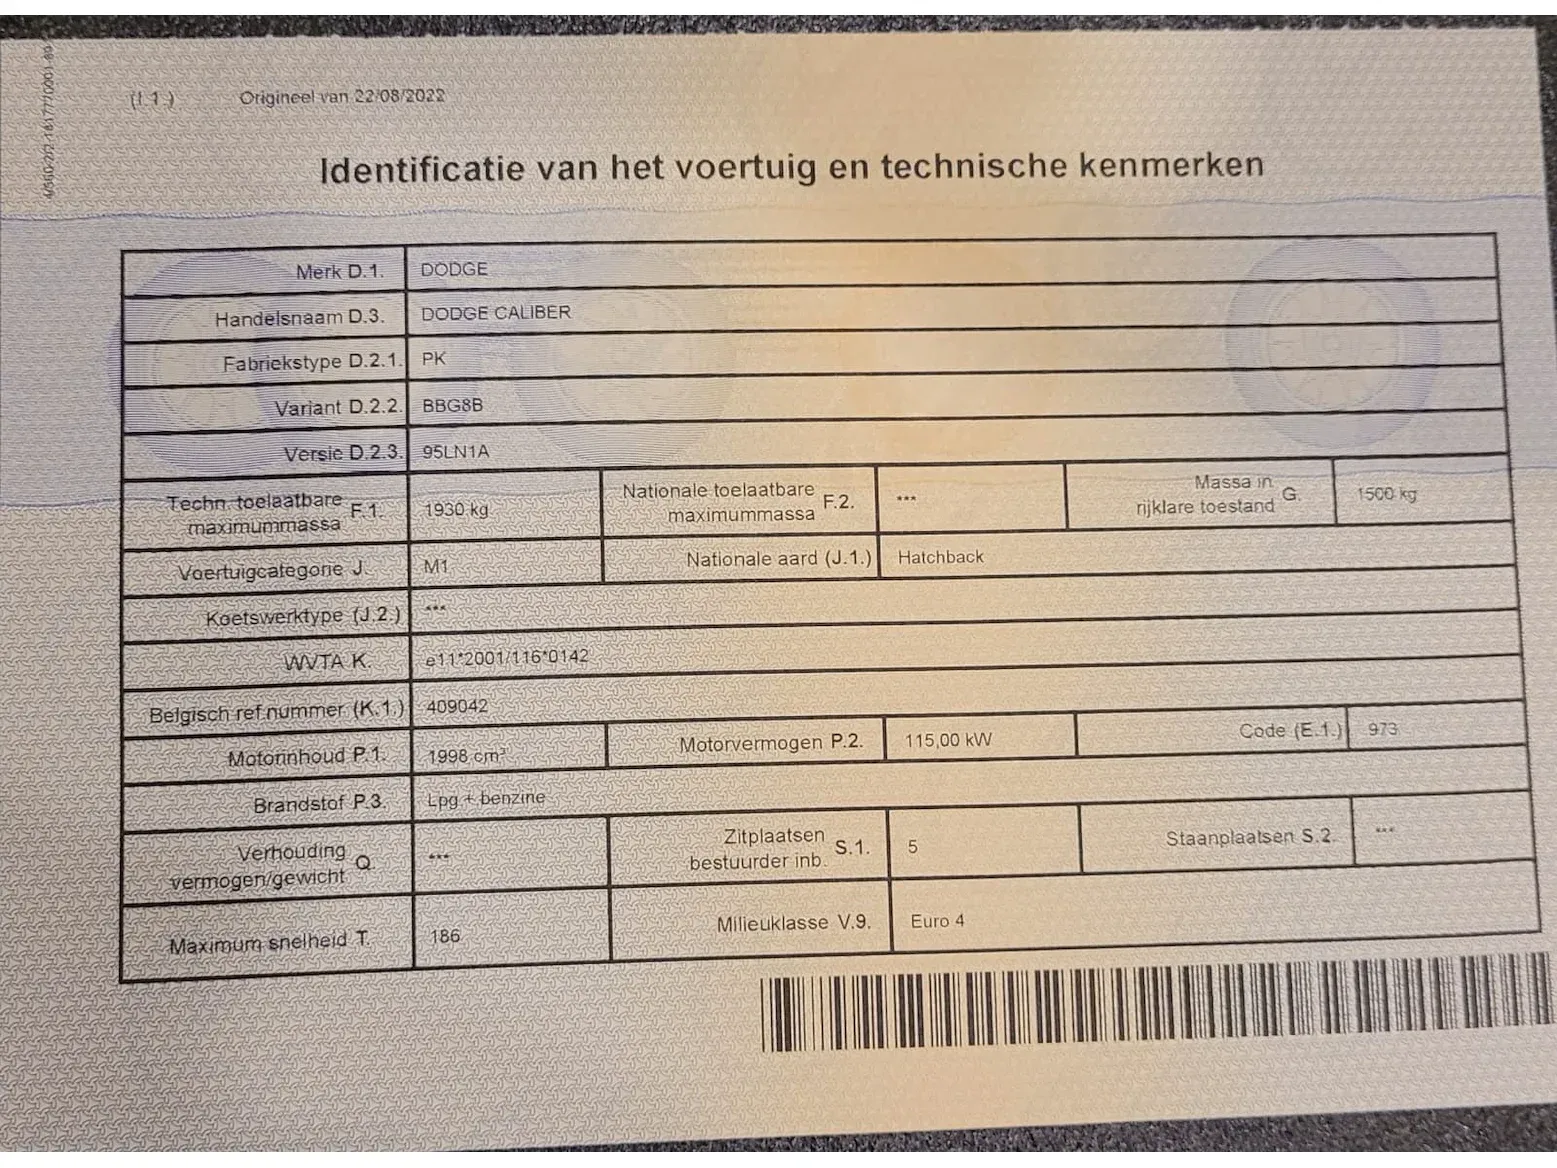 (I.1.) Origineel van 22/08/2022
Identificatie van het voertuig en technische kenmerken
Merk D.1. DODGE
Handelsnaam D.3. DODGE CALIBER
Fabriekstype D.2.1. PK
Variant D.2.2. BBG8B
Versie D.2.3. 95LN1A
Techn. toelaatbare maximummassa F.1. 1930 kg Nationale toelaatbare maximummassa F.2. *** Massa in rijklare toestand G. 1500 kg
Voertuigcategorie J. M1 Nationale aard (J.1.) Hatchback
Koetswerktype (J.2.) ***
WVTA K. e11*2001/116*0142
Belgisch ref.nummer (K.1.) 409042
Motorinhoud P.1. 1998 cm³ Motorvermogen P.2. 115,00 kW Code (E.1.) 973
Brandstof P.3. Lpg + benzine
Verhouding vermogen/gewicht Q. *** Zitplaatsen bestuurder inb. S.1. 5 Staanplaatsen S.2. ***
Maximum snelheid T. 186 Milieuklasse V.9. Euro 4